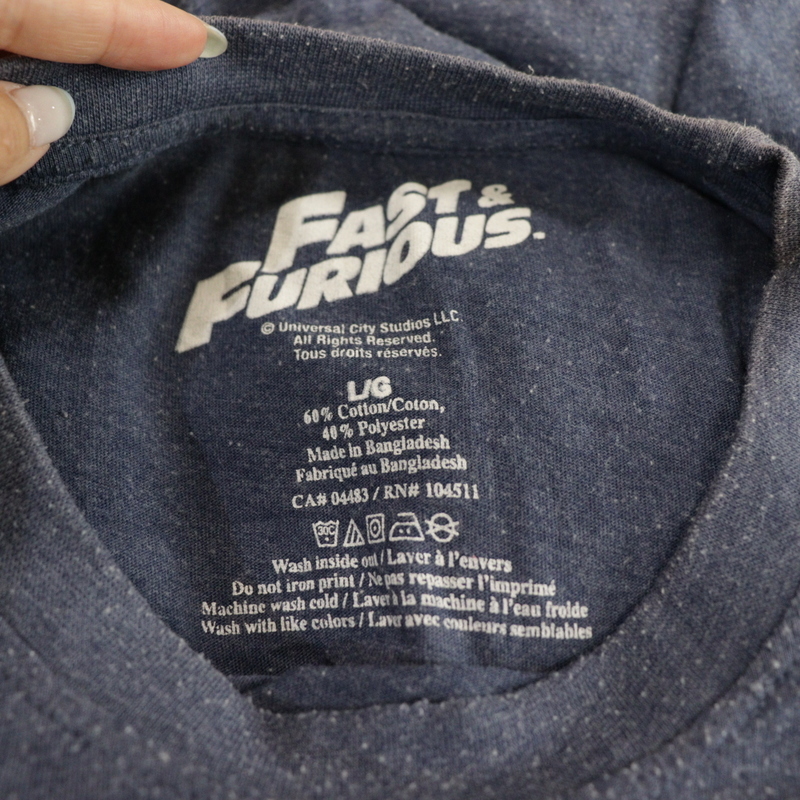 FAST &
FURIOUS.
© Universal City Studios LLC.
All Rights Reserved.
Tous droits réservés.
L/G
60% Cotton/Coton,
40% Polyester
Made in Bangladesh
Fabriqué au Bangladesh
CA# 04483 / RN# 104511
30C
Wash inside out / Laver à l'envers
Do not iron print / Ne pas repasser l'imprimé
Machine wash cold / Laver à la machine à l'eau froide
Wash with like colors / Laver avec couleurs semblables